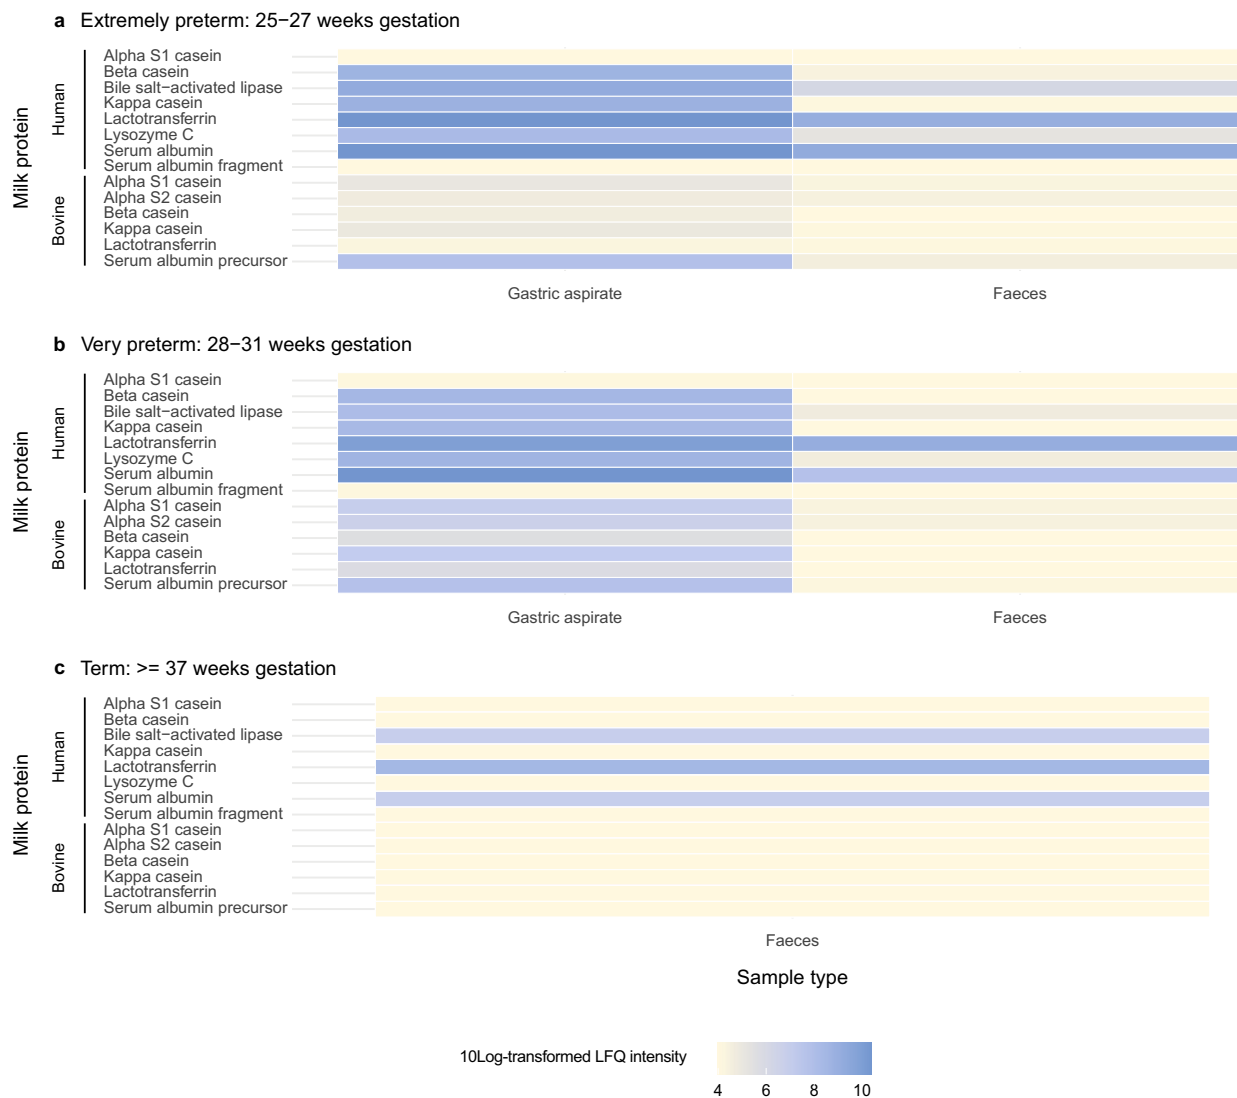 a Extremely preterm: 25−27 weeks gestation
Milk protein
Human
Alpha S1 casein
Beta casein
Bile salt−activated lipase
Kappa casein
Lactotransferrin
Lysozyme C
Serum albumin
Serum albumin fragment
Bovine
Alpha S1 casein
Alpha S2 casein
Beta casein
Kappa casein
Lactotransferrin
Serum albumin precursor
Gastric aspirate Faeces
b Very preterm: 28−31 weeks gestation
Milk protein
Human
Alpha S1 casein
Beta casein
Bile salt−activated lipase
Kappa casein
Lactotransferrin
Lysozyme C
Serum albumin
Serum albumin fragment
Bovine
Alpha S1 casein
Alpha S2 casein
Beta casein
Kappa casein
Lactotransferrin
Serum albumin precursor
Gastric aspirate Faeces
c Term: >= 37 weeks gestation
Milk protein
Human
Alpha S1 casein
Beta casein
Bile salt−activated lipase
Kappa casein
Lactotransferrin
Lysozyme C
Serum albumin
Serum albumin fragment
Bovine
Alpha S1 casein
Alpha S2 casein
Beta casein
Kappa casein
Lactotransferrin
Serum albumin precursor
Faeces
Sample type
10Log-transformed LFQ intensity
4 6 8 10